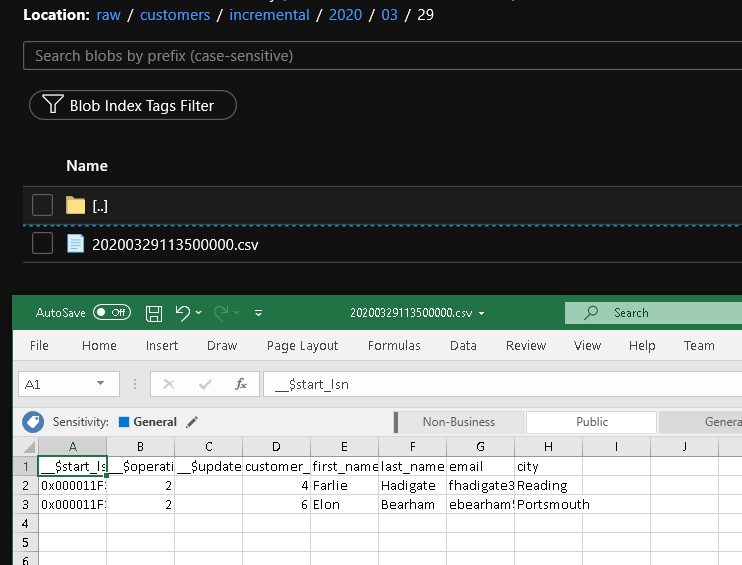 Location: raw / customers / incremental / 2020 / 03 / 29
Search blobs by prefix (case-sensitive)
Blob Index Tags Filter
Name
[..]
20200329113500000.csv
AutoSave Off 20200329113500000.csv Search
File Home Insert Draw Page Layout Formulas Data Review View Help Team
A1 fx __$start_lsn
Sensitivity: General Non-Business Public Genera
A B C D E F G H I J
1 __$start_ls __$operati __$update customer_ first_name last_name email city
2 0x000011F 2 4 Farlie Hadigate fhadigate3 Reading
3 0x000011F 2 6 Elon Bearham ebearham Portsmouth
4
5
6